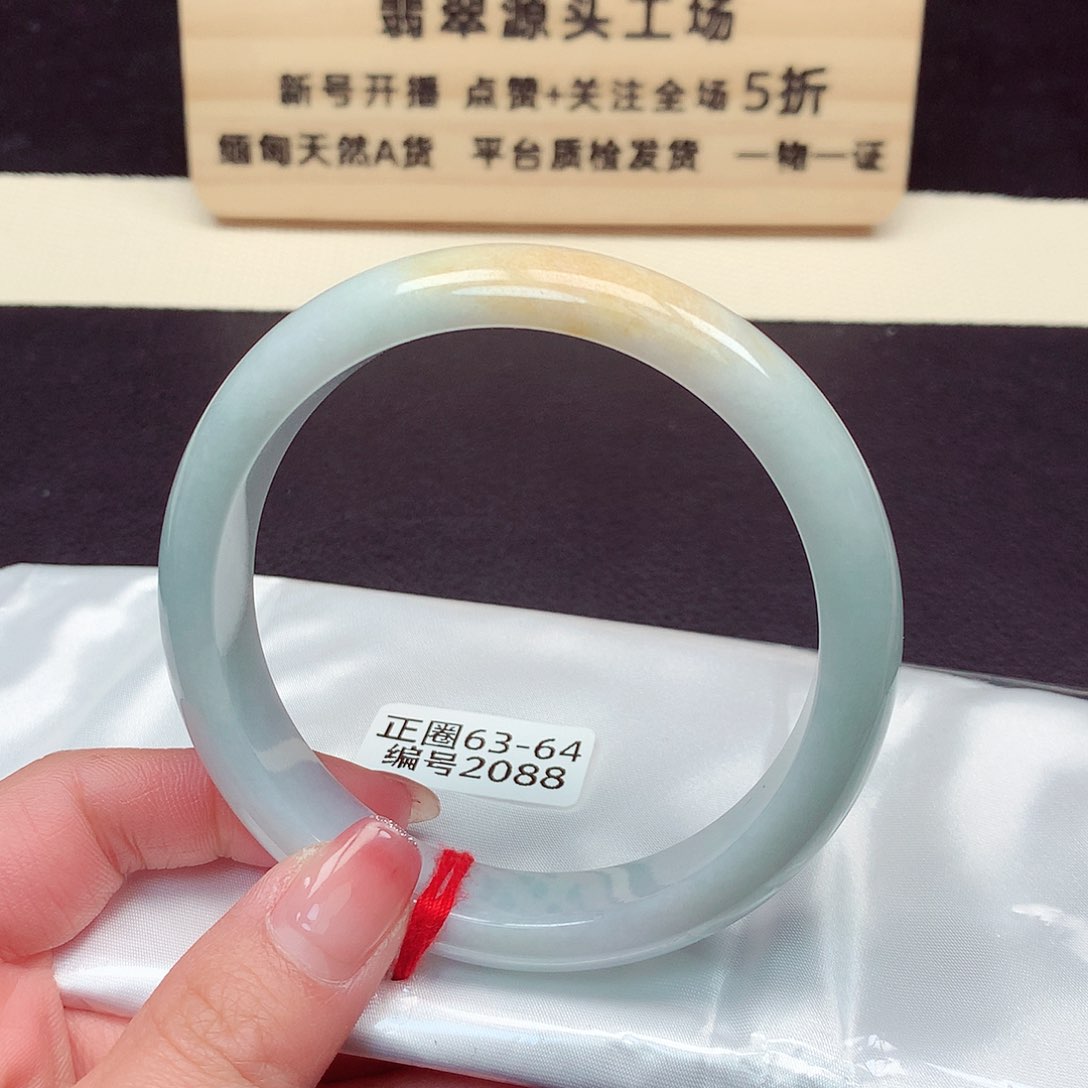 翡翠源头工场
新号开播 点赞+关注全场5折
缅甸天然A货 平台质检发货 一物一证
正圈63-64
编号2088